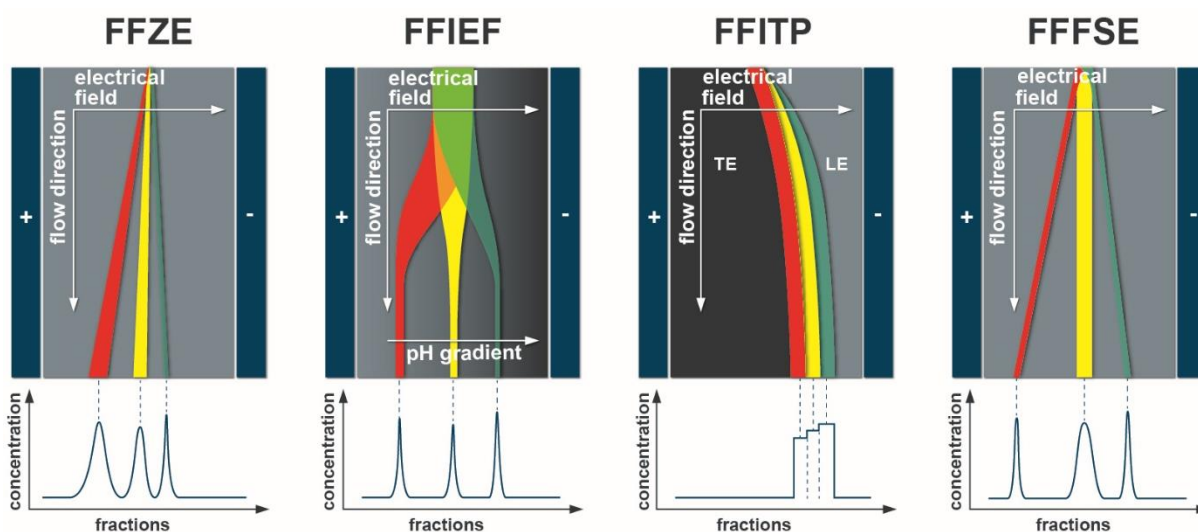 FFZE
electrical
field
flow direction
+
-
concentration
fractions
FFIEF
electrical
field
flow direction
+
-
pH gradient
concentration
fractions
FFITP
electrical
field
flow direction
TE
LE
+
-
concentration
fractions
FFFSE
electrical
field
flow direction
+
-
concentration
fractions